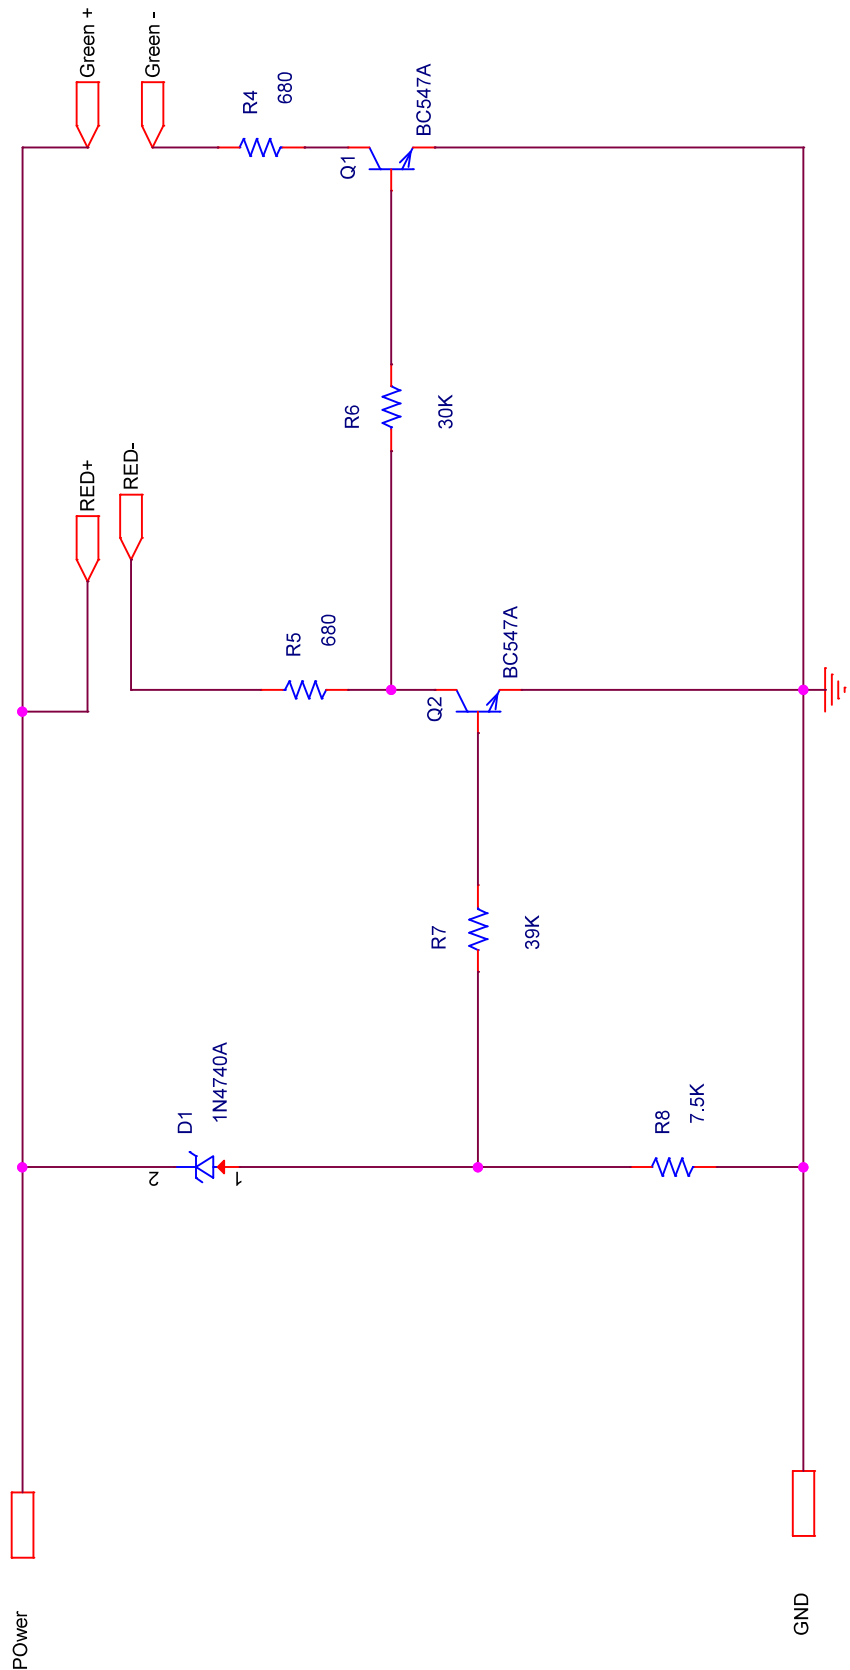 Green +
Green -
R4
680
Q1
BC547A
R6
30K
RED+
RED-
R5
680
Q2
BC547A
R7
39K
D1
1N4740A
2
1
R8
7.5K
POwer
GND